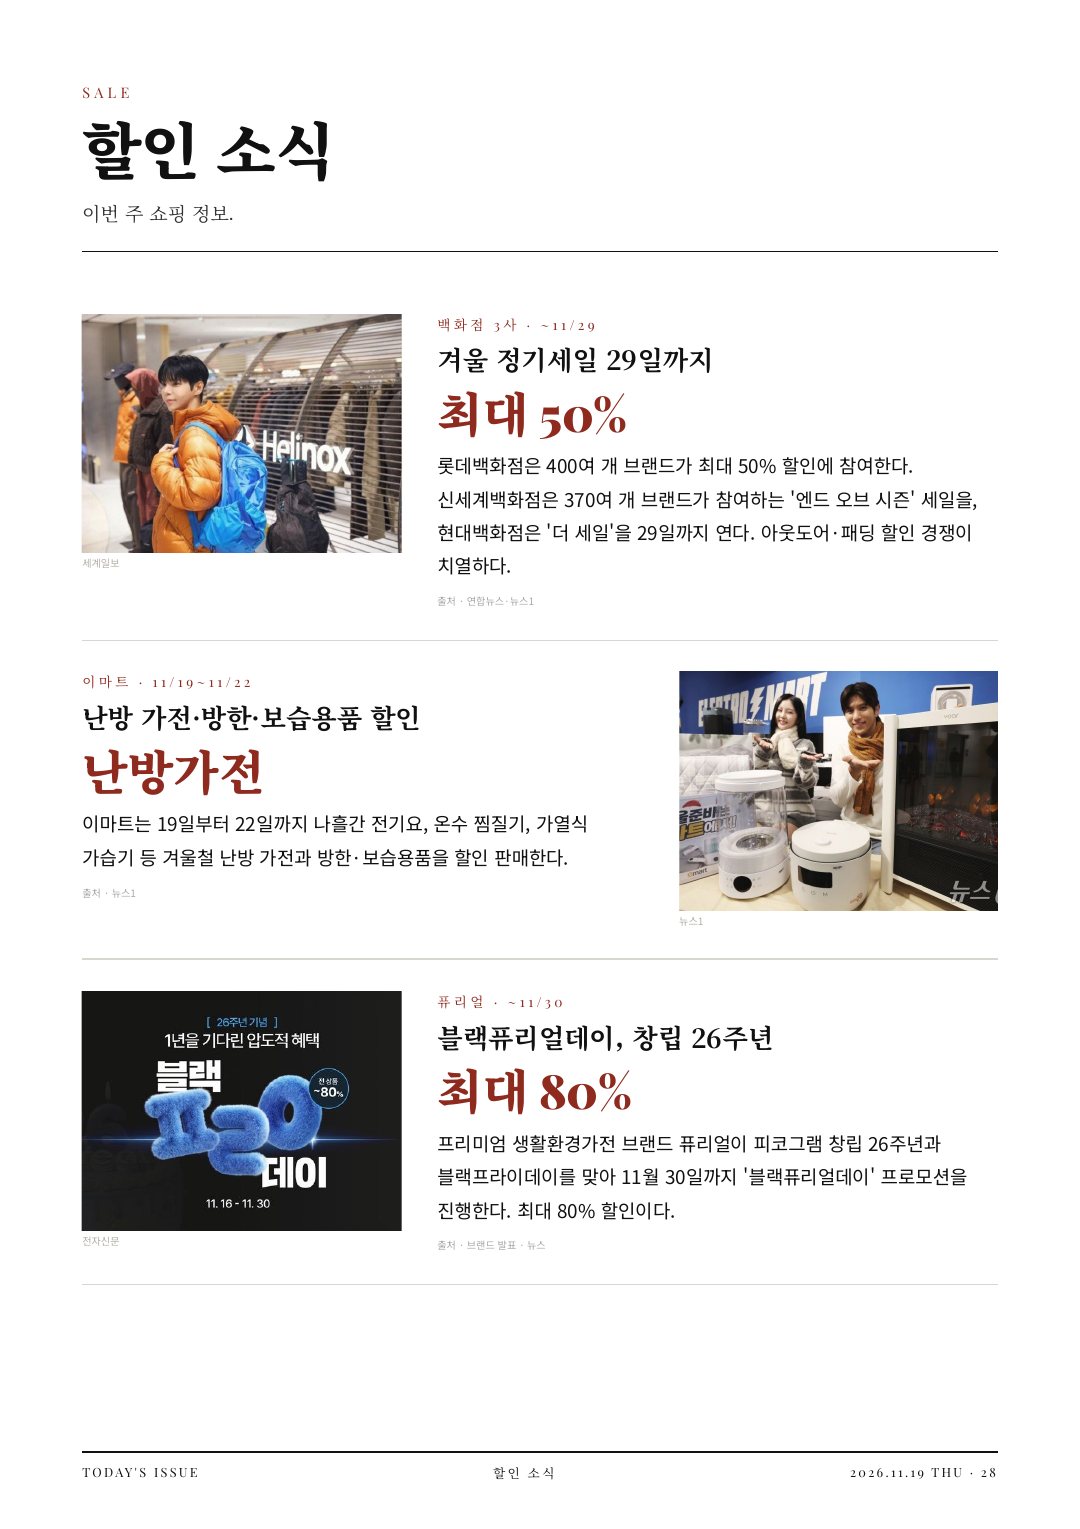 SALE
할인 소식
이번 주 쇼핑 정보.
Helinox
세계일보
백화점 3사 · ~11/29
겨울 정기세일 29일까지
최대 50%
롯데백화점은 400여 개 브랜드가 최대 50% 할인에 참여한다.
신세계백화점은 370여 개 브랜드가 참여하는 '엔드 오브 시즌' 세일을,
현대백화점은 '더 세일'을 29일까지 연다. 아웃도어·패딩 할인 경쟁이
치열하다.
출처 · 연합뉴스·뉴스1
이마트 · 11/19~11/22
난방 가전·방한·보습용품 할인
난방가전
이마트는 19일부터 22일까지 나흘간 전기요, 온수 찜질기, 가열식
가습기 등 겨울철 난방 가전과 방한·보습용품을 할인 판매한다.
출처 · 뉴스1
ELECTRO MART
뉴스
뉴스1
[ 26주년 기념 ]
1년을 기다린 압도적 혜택
블랙
전 상품
~80%
퓨리얼
데이
11. 16 - 11. 30
전자신문
퓨리얼 · ~11/30
블랙퓨리얼데이, 창립 26주년
최대 80%
프리미엄 생활환경가전 브랜드 퓨리얼이 피코그램 창립 26주년과
블랙프라이데이를 맞아 11월 30일까지 '블랙퓨리얼데이' 프로모션을
진행한다. 최대 80% 할인이다.
출처 · 브랜드 발표 · 뉴스
TODAY'S ISSUE
할인 소식
2026.11.19 THU · 28